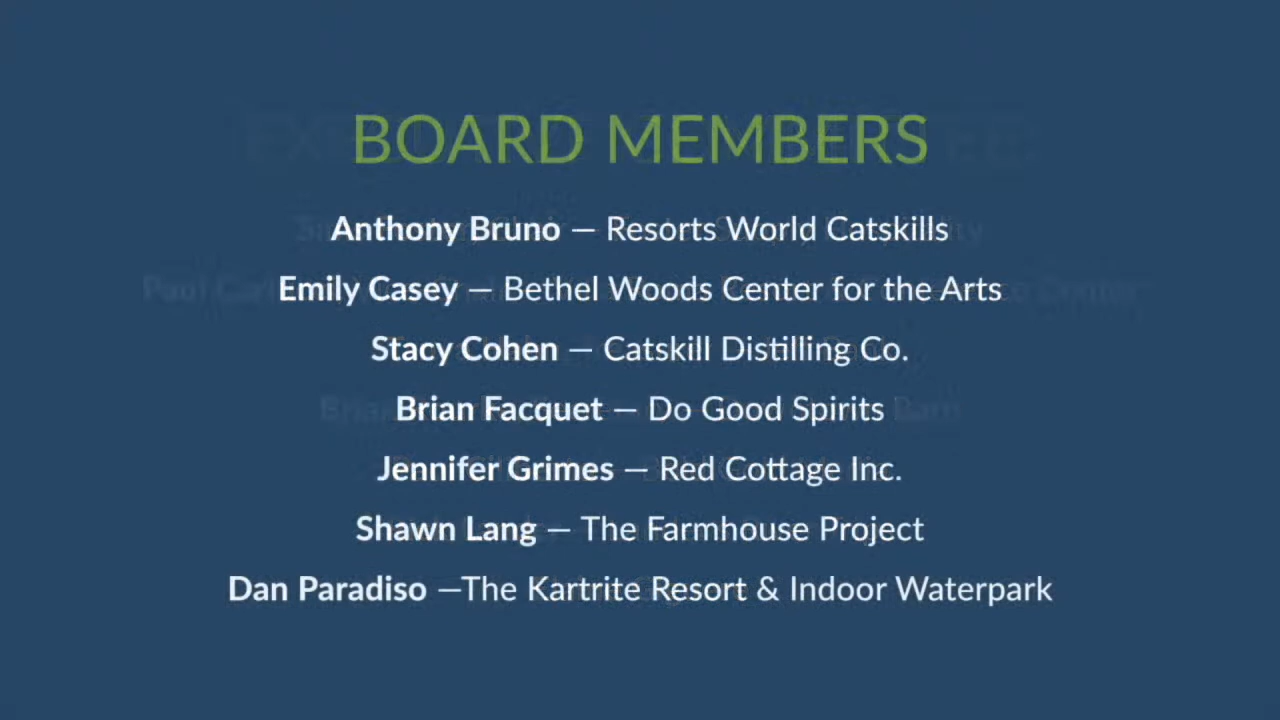 BOARD MEMBERS
Anthony Bruno — Resorts World Catskills
Emily Casey — Bethel Woods Center for the Arts
Stacy Cohen — Catskill Distilling Co.
Brian Facquet — Do Good Spirits
Jennifer Grimes — Red Cottage Inc.
Shawn Lang — The Farmhouse Project
Dan Paradiso —The Kartrite Resort & Indoor Waterpark